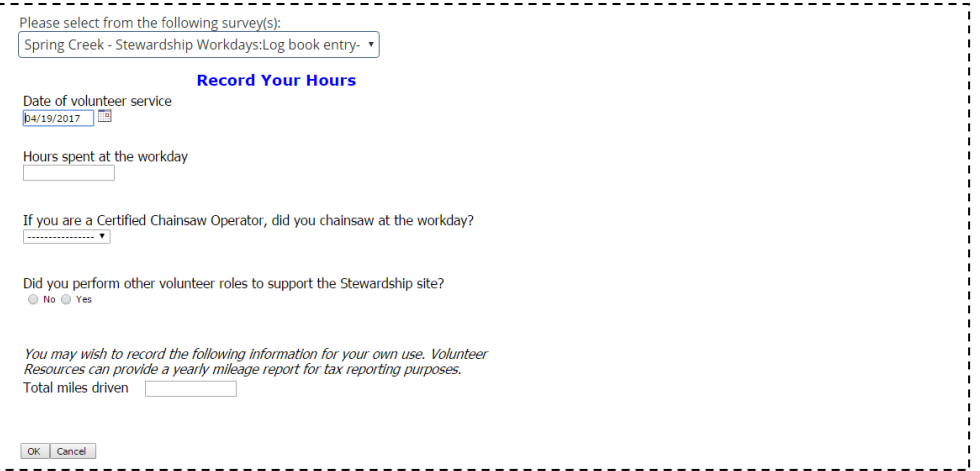 Please select from the following survey(s):
Spring Creek - Stewardship Workdays:Log book entry-
Record Your Hours
Date of volunteer service
04/19/2017
Hours spent at the workday
If you are a Certified Chainsaw Operator, did you chainsaw at the workday?
----------------
Did you perform other volunteer roles to support the Stewardship site?
No Yes
You may wish to record the following information for your own use. Volunteer
Resources can provide a yearly mileage report for tax reporting purposes.
Total miles driven
OK Cancel